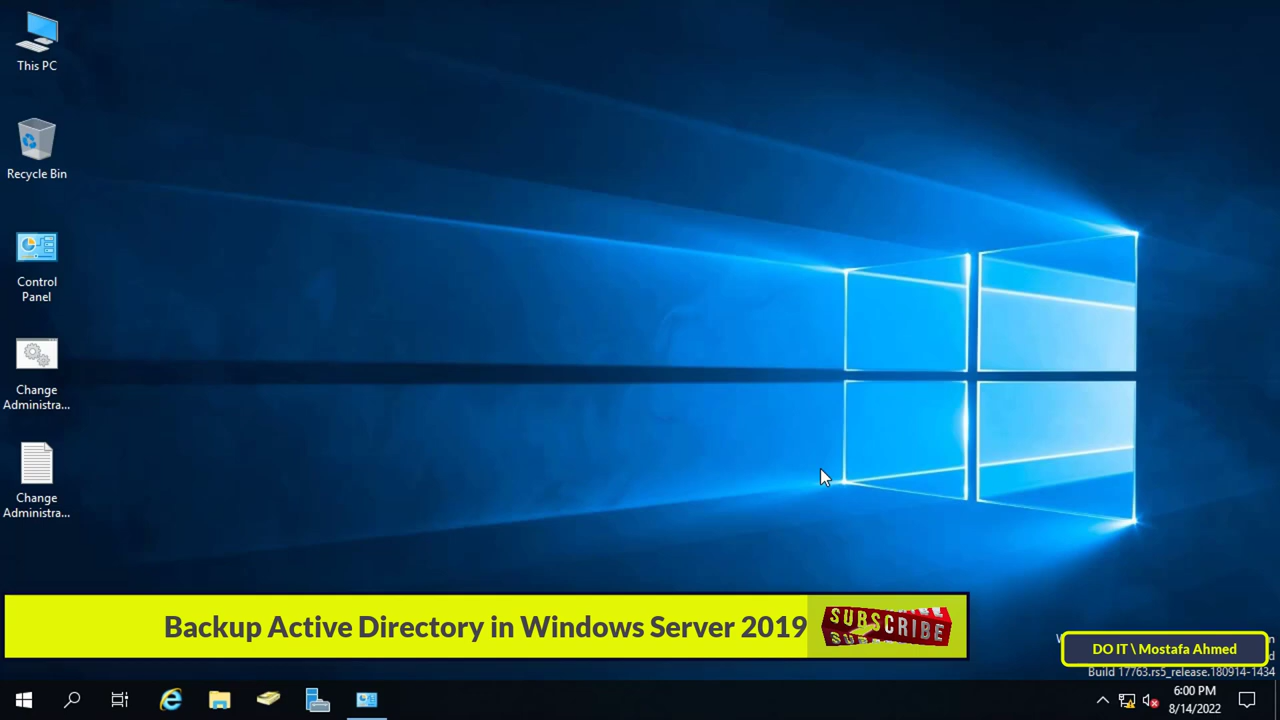 This PC
Recycle Bin
Control
Panel
Change
Administra...
Change
Administra...
Backup Active Directory in Windows Server 2019
SUBSCRIBE
DO IT \ Mostafa Ahmed
Build 17763.rs5_release.180914-1434
6:00 PM
8/14/2022